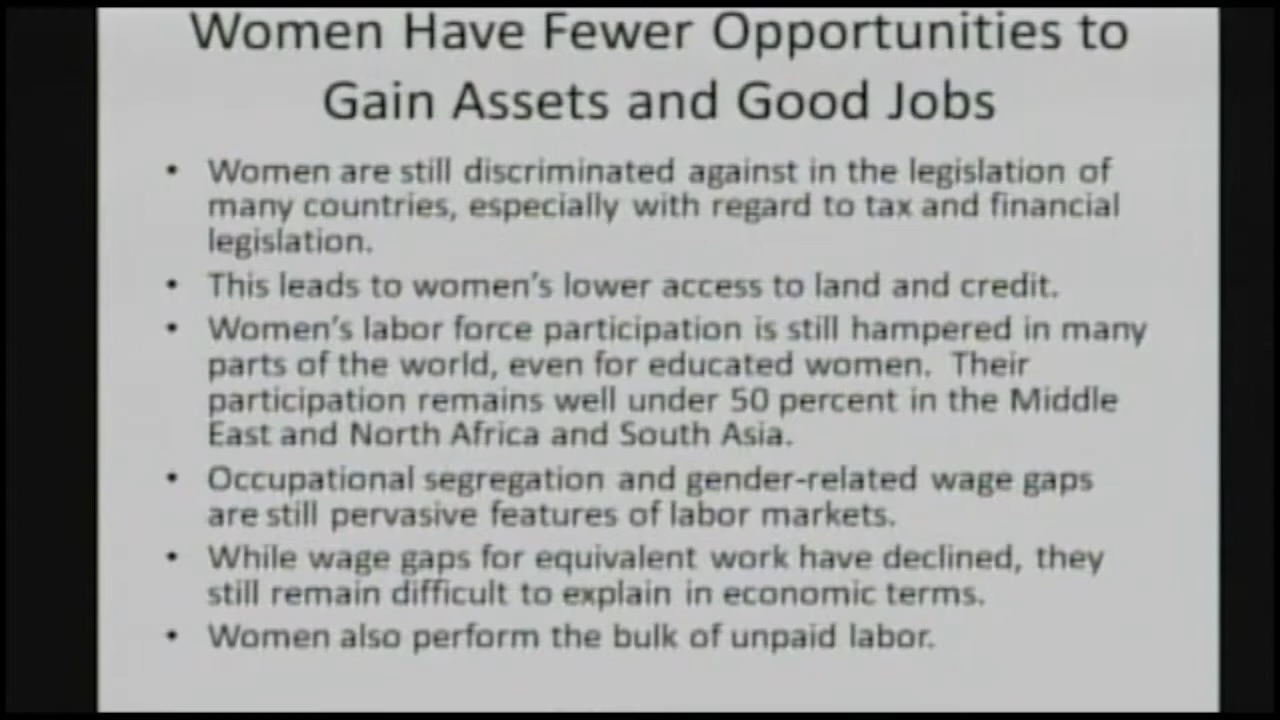 Women Have Fewer Opportunities to
Gain Assets and Good Jobs
• Women are still discriminated against in the legislation of
many countries, especially with regard to tax and financial
legislation.
• This leads to women's lower access to land and credit.
• Women's labor force participation is still hampered in many
parts of the world, even for educated women.  Their
participation remains well under 50 percent in the Middle
East and North Africa and South Asia.
• Occupational segregation and gender-related wage gaps
are still pervasive features of labor markets.
• While wage gaps for equivalent work have declined, they
still remain difficult to explain in economic terms.
• Women also perform the bulk of unpaid labor.